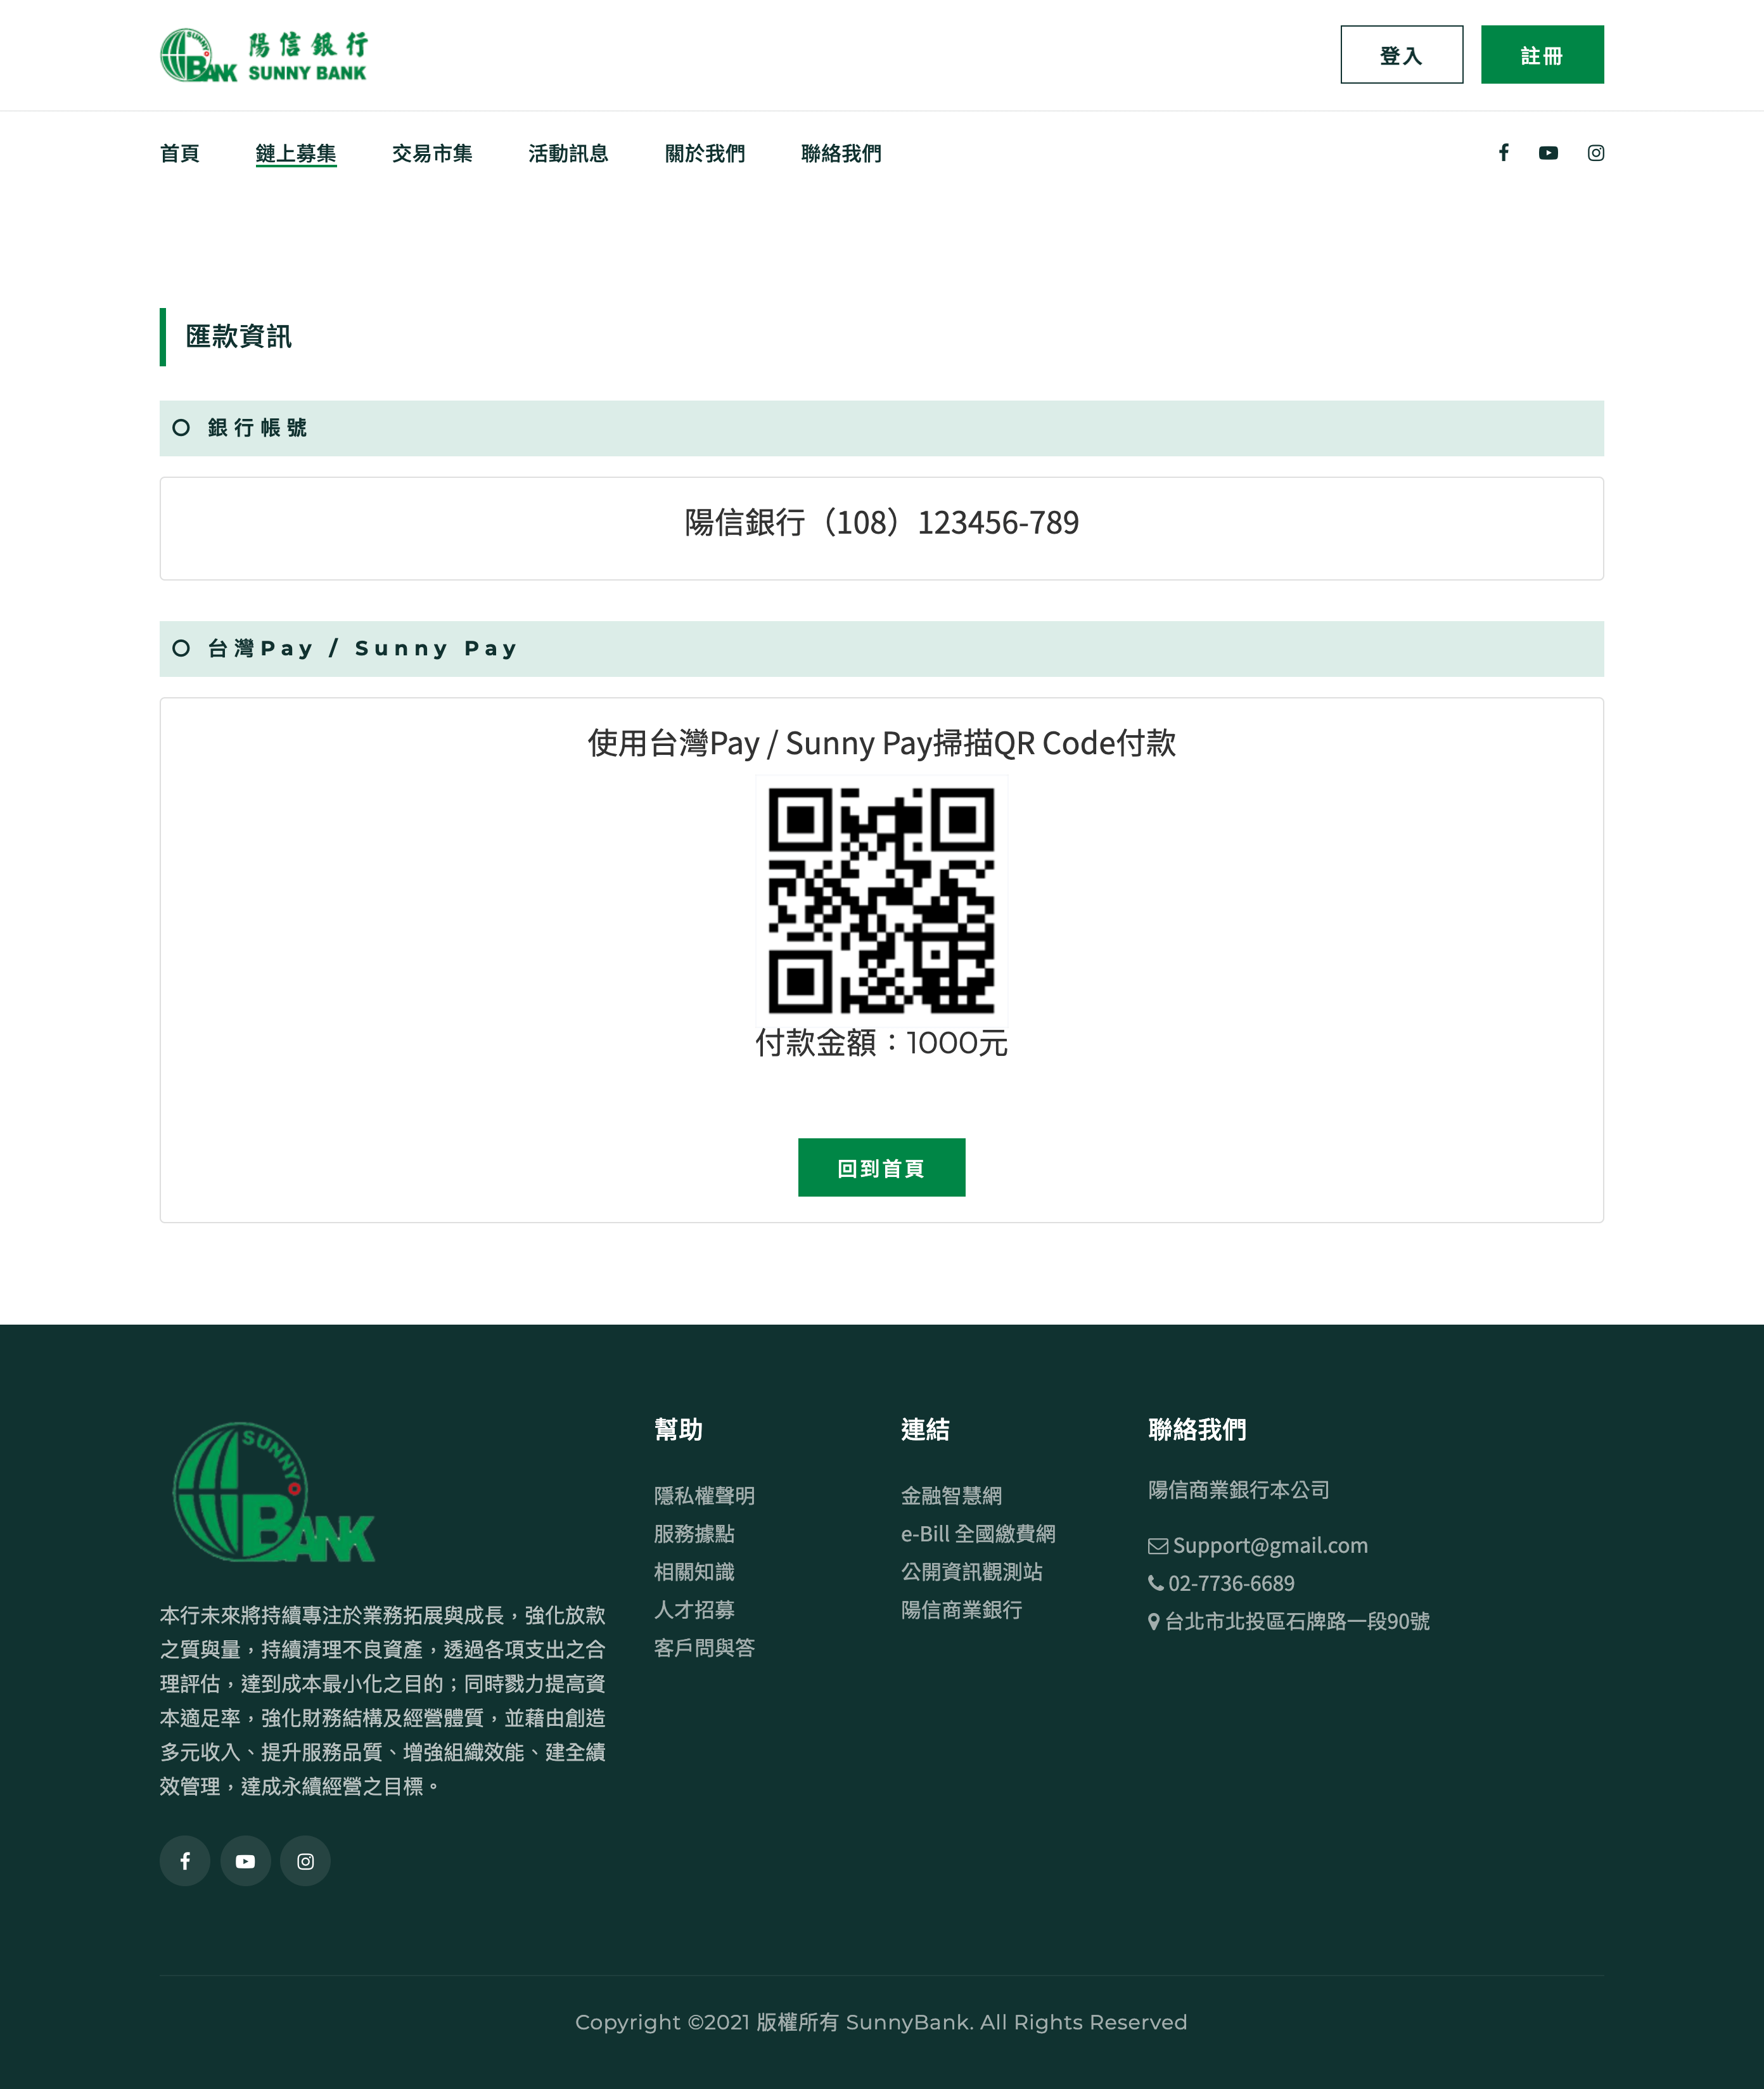 SUNNY
BANK
陽信銀行
SUNNY BANK
登入
註冊
首頁
鏈上募集
交易市集
活動訊息
關於我們
聯絡我們
匯款資訊
銀行帳號
陽信銀行（108）123456-789
台灣Pay / Sunny Pay
使用台灣Pay / Sunny Pay掃描QR Code付款
付款金額：1000元
回到首頁
SUNNY
BANK
本行未來將持續專注於業務拓展與成長，強化放款
之質與量，持續清理不良資產，透過各項支出之合
理評估，達到成本最小化之目的；同時戮力提高資
本適足率，強化財務結構及經營體質，並藉由創造
多元收入、提升服務品質、增強組織效能、建全績
效管理，達成永續經營之目標。
幫助
隱私權聲明
服務據點
相關知識
人才招募
客戶問與答
連結
金融智慧網
e-Bill 全國繳費網
公開資訊觀測站
陽信商業銀行
聯絡我們
陽信商業銀行本公司
Support@gmail.com
02-7736-6689
台北市北投區石牌路一段90號
Copyright ©2021 版權所有 SunnyBank. All Rights Reserved